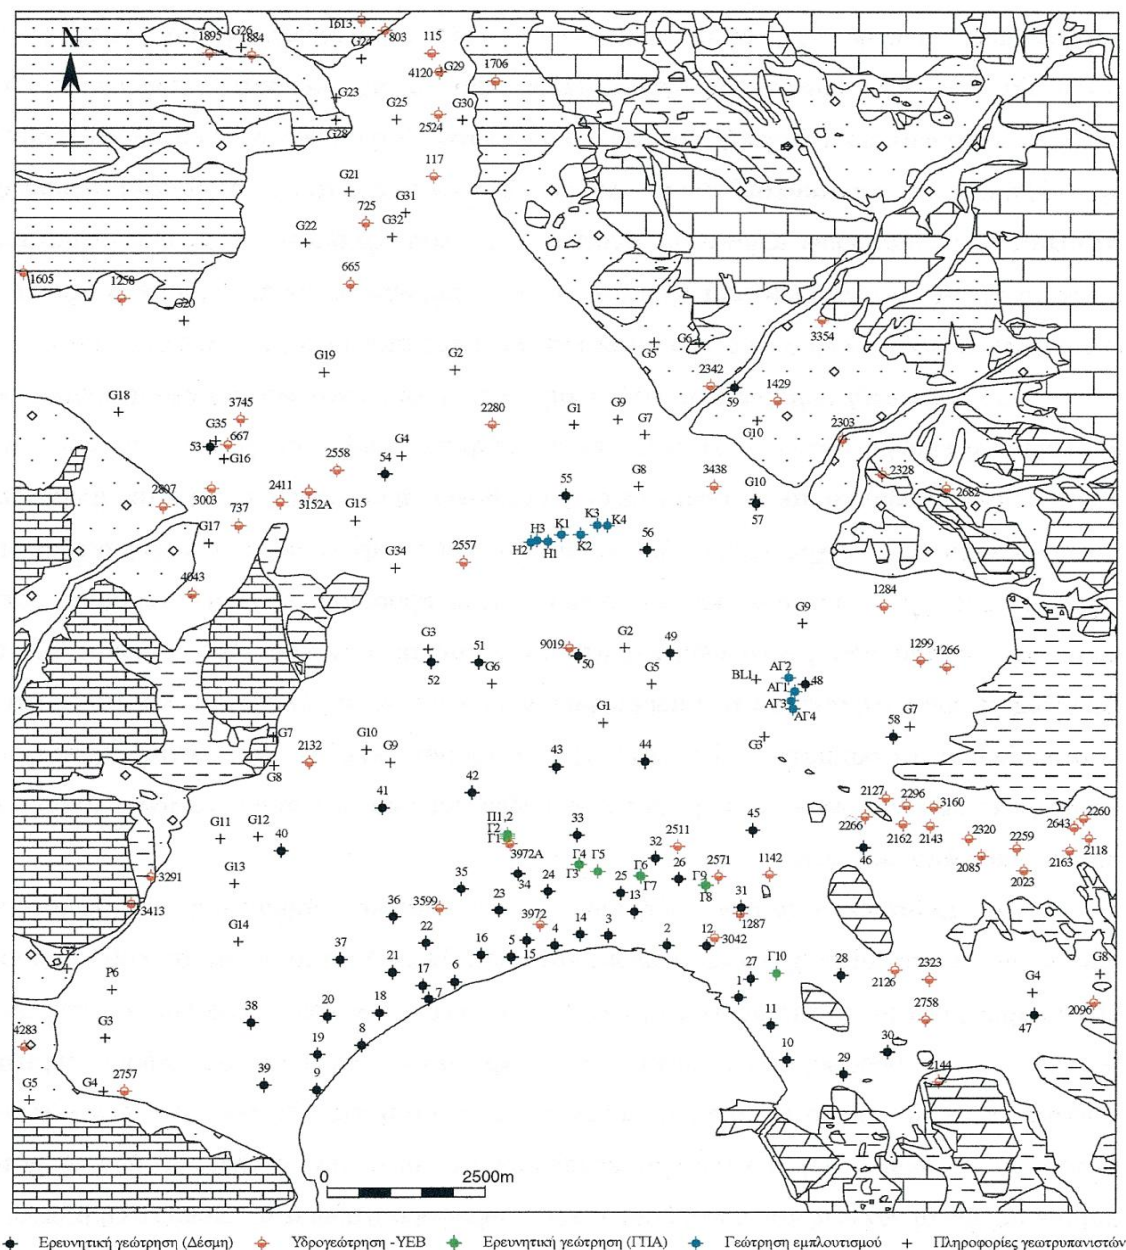 1613
G26
1895
1884
G24
803
115
N
4120
G29
1706
G23
G25
G30
G28
2524
117
G21
G31
725
G32
G22
665
1605
1258
G20
3354
G5
G6
G19
G2
2342
59
1429
G18
3745
G1
G9
G7
2280
G10
G35
667
2303
53
G16
G4
54
2558
G8
3438
G10
2328
2682
2807
3003
2411
3152A
G15
55
57
737
K3
K4
H3
K1
G17
H2
H1
K2
56
G34
2557
4043
1284
G9
G3
51
9019
G2
49
1299
1266
52
G6
50
G5
BL1
ΑΓ2
ΑΓ1
48
ΑΓ3
ΑΓ4
G1
G7
G7
G10
G3
58
2132
G9
43
44
G8
42
41
2127
2296
3160
Π1,2
2260
G11
G12
Γ2
33
45
2266
2643
Γ1
40
32
2511
2162
2143
2320
2259
2118
46
3972A
Γ4
Γ5
Γ6
2571
1142
2085
2163
G13
Γ3
26
Γ9
2023
3291
35
34
24
25
Γ7
Γ8
31
3599
23
13
3413
36
3972
1287
14
3
G14
22
2
12
3042
37
16
5
4
15
G2
21
27
Γ10
28
2323
G8
P6
17
6
2126
G4
7
1
38
20
18
2758
2096
11
47
G3
8
4283
19
10
30
39
29
2144
G5
G4
2757
9
0 2500m
Ερευνητική γεώτρηση (Δέσμη) Υδρογεώτρηση -ΥΕΒ Ερευνητική γεώτρηση (ΓΠΑ) Γεώτρηση εμπλουτισμού Πληροφορίες γεωτρυπανιστών